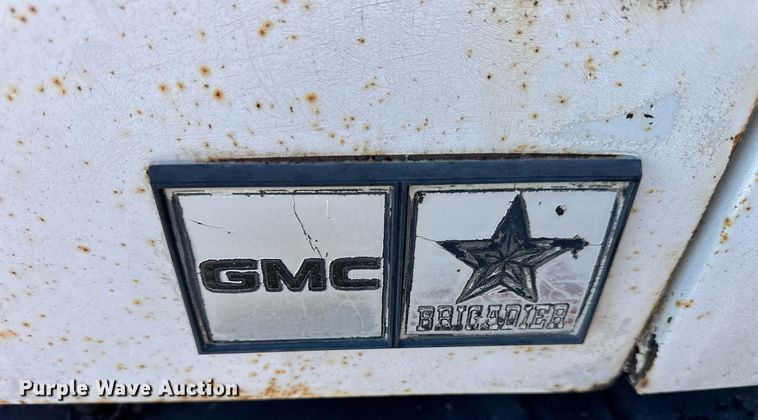 GMC
BRIGADIER
Purple Wave Auction